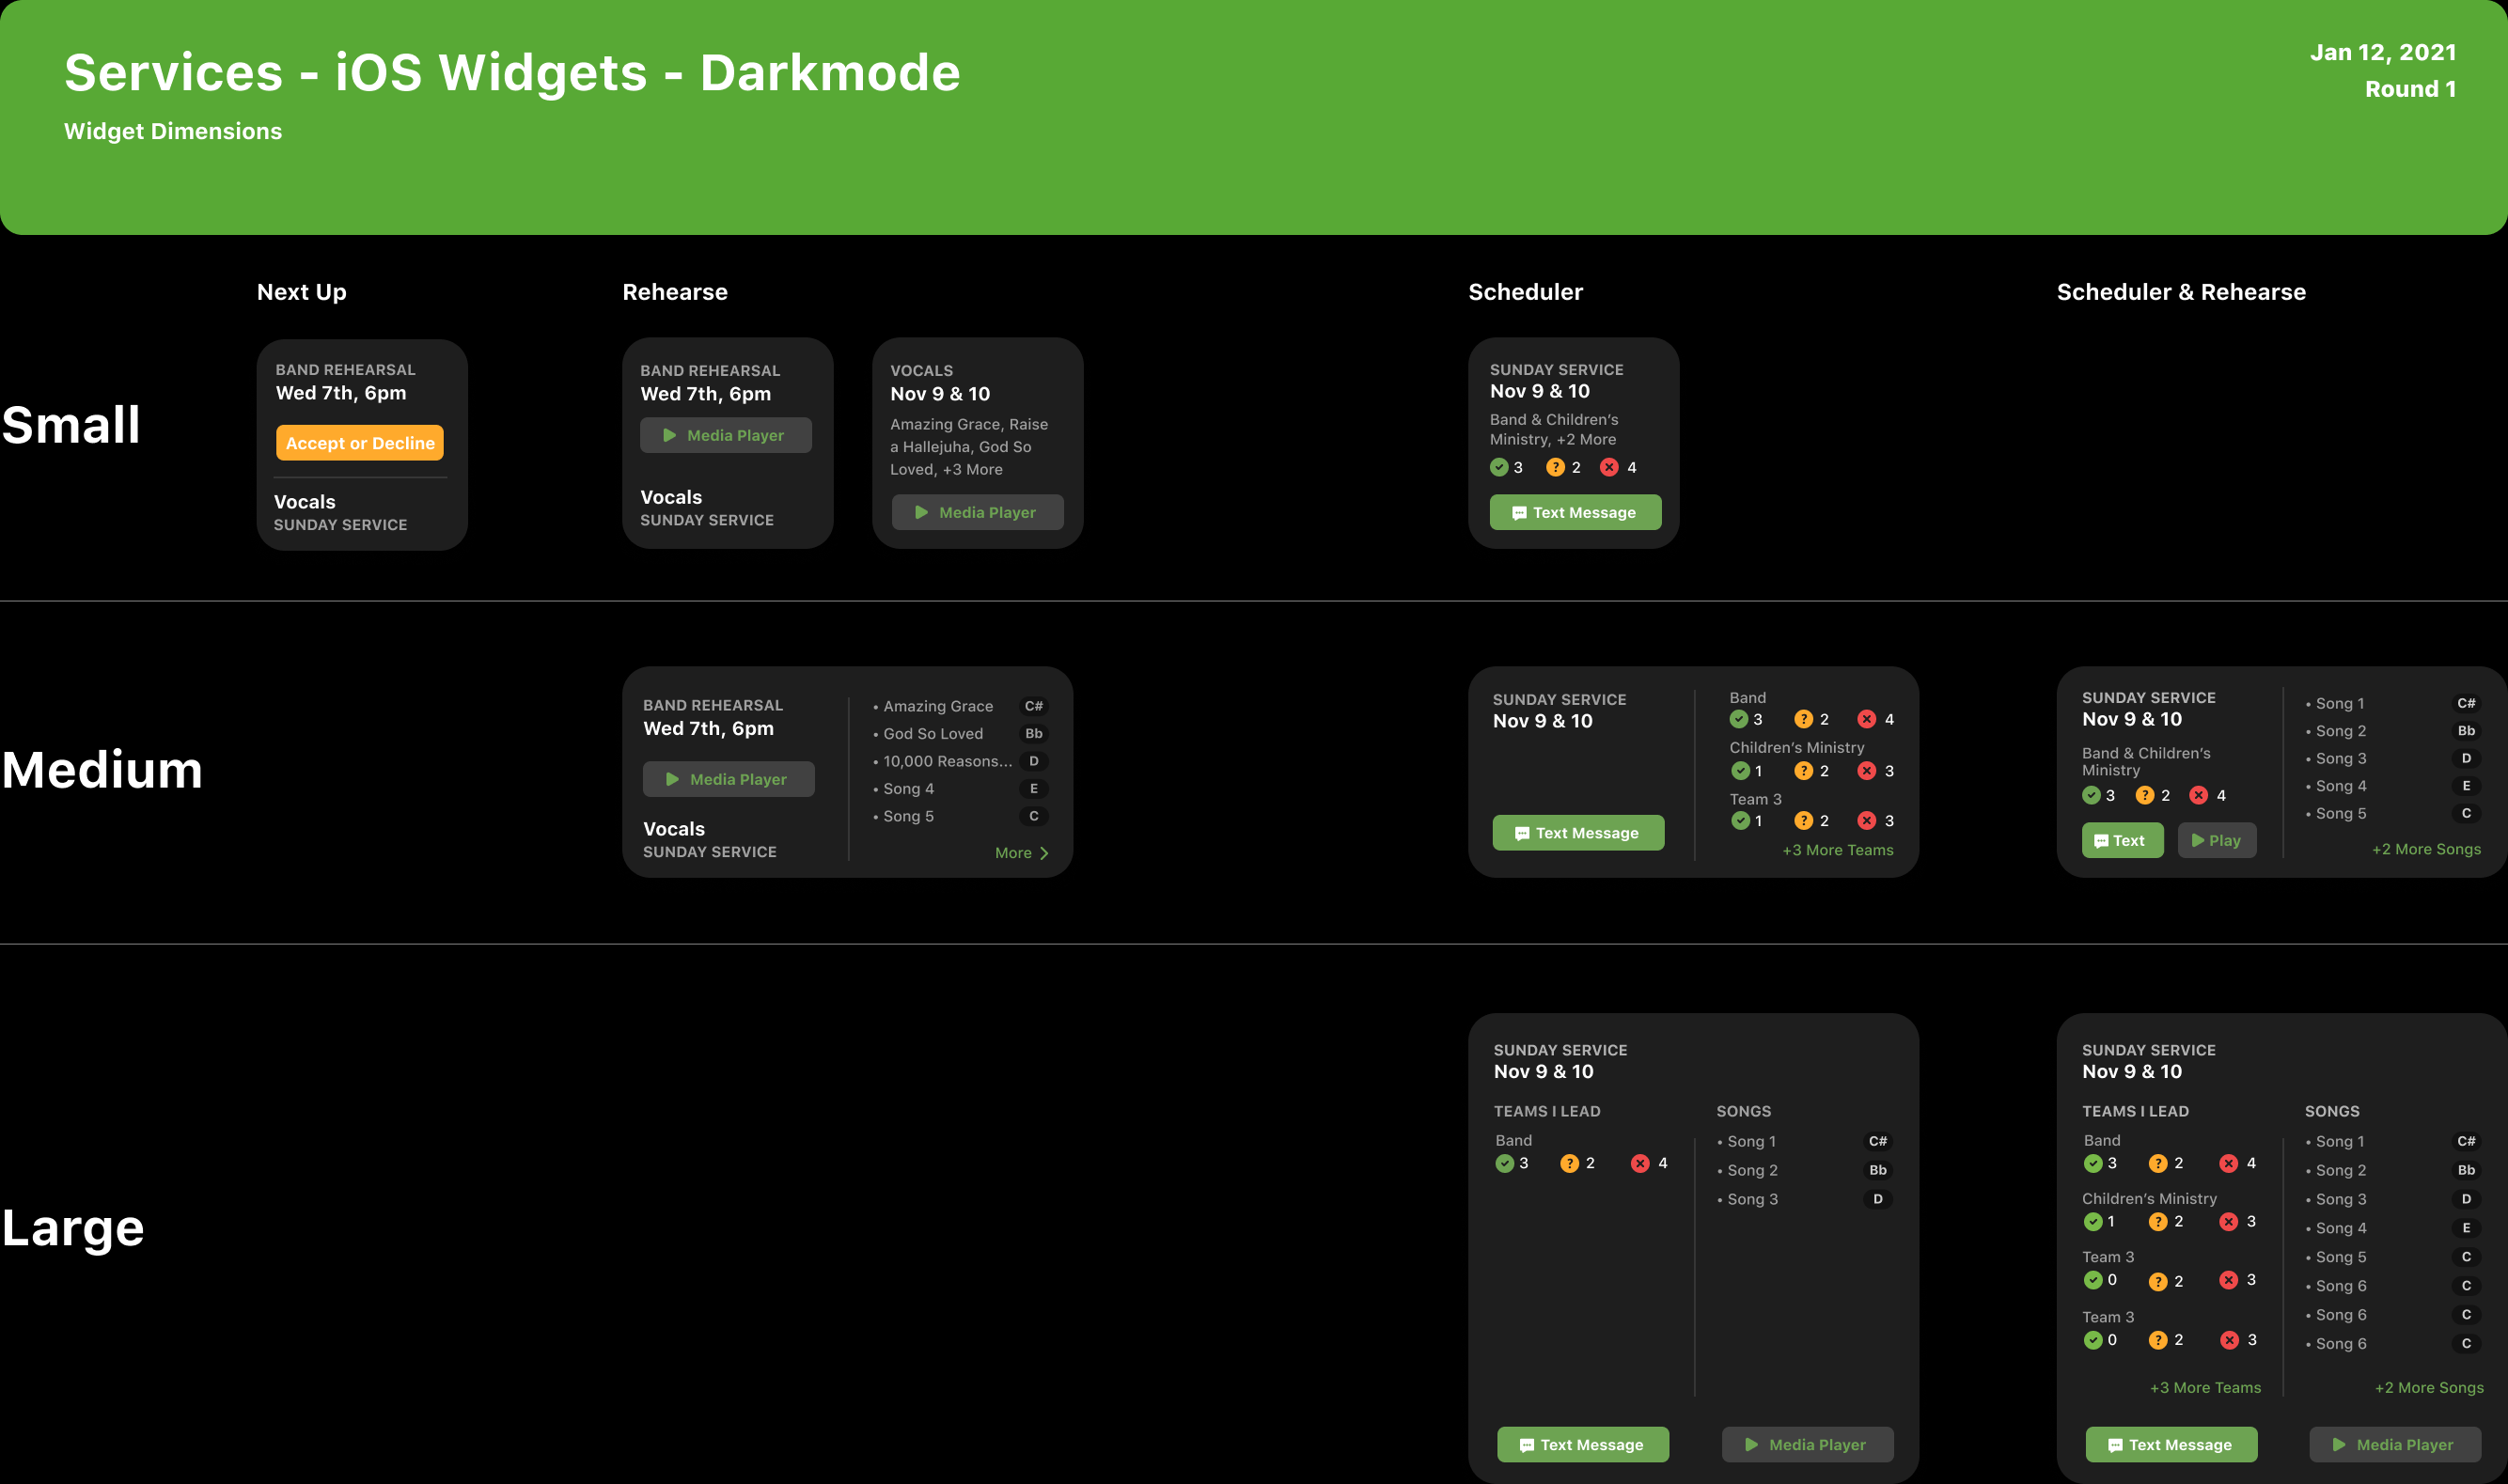 Services - iOS Widgets - Darkmode
Widget Dimensions
Jan 12, 2021
Round 1
Next Up
Rehearse
Scheduler
Scheduler & Rehearse
Small
BAND REHEARSAL
Wed 7th, 6pm
Accept or Decline
Vocals
SUNDAY SERVICE
BAND REHEARSAL
Wed 7th, 6pm
Media Player
Vocals
SUNDAY SERVICE
VOCALS
Nov 9 & 10
Amazing Grace, Raise
a Hallejuha, God So
Loved, +3 More
Media Player
SUNDAY SERVICE
Nov 9 & 10
Band & Children's
Ministry, +2 More
3 ? 2 4
Text Message
Medium
BAND REHEARSAL
Wed 7th, 6pm
Media Player
Vocals
SUNDAY SERVICE
• Amazing Grace C#
• God So Loved Bb
• 10,000 Reasons... D
• Song 4 E
• Song 5 C
More
SUNDAY SERVICE
Nov 9 & 10
Text Message
Band
3 ? 2 4
Children's Ministry
1 ? 2 3
Team 3
1 ? 2 3
+3 More Teams
SUNDAY SERVICE
Nov 9 & 10
Band & Children's
Ministry
3 ? 2 4
Text Play
• Song 1 C#
• Song 2 Bb
• Song 3 D
• Song 4 E
• Song 5 C
+2 More Songs
Large
SUNDAY SERVICE
Nov 9 & 10
TEAMS I LEAD
Band
3 ? 2 4
SONGS
• Song 1 C#
• Song 2 Bb
• Song 3 D
Text Message
Media Player
SUNDAY SERVICE
Nov 9 & 10
TEAMS I LEAD
Band
3 ? 2 4
Children's Ministry
1 ? 2 3
Team 3
0 ? 2 3
Team 3
0 ? 2 3
+3 More Teams
SONGS
• Song 1 C#
• Song 2 Bb
• Song 3 D
• Song 4 E
• Song 5 C
• Song 6 C
• Song 6 C
• Song 6 C
+2 More Songs
Text Message
Media Player